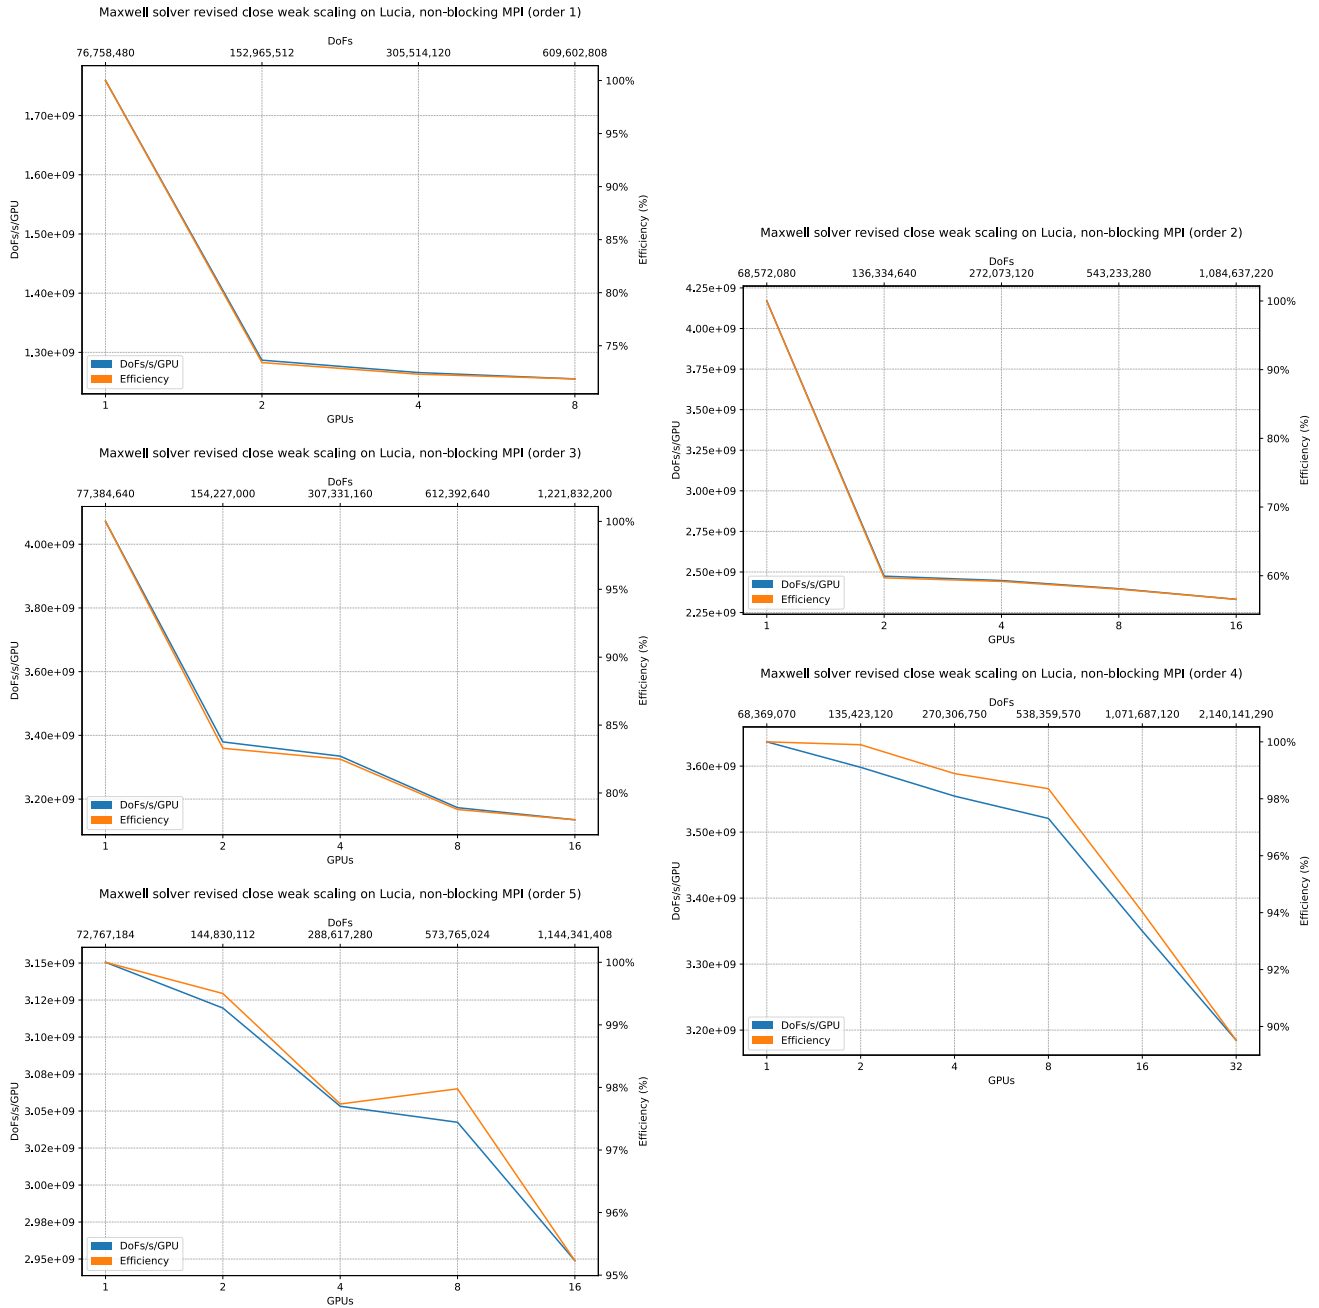 Maxwell solver revised close weak scaling on Lucia, non-blocking MPI (order 1)
DoFs
76,758,480 152,965,512 305,514,120 609,602,808
1.70e+09
1.60e+09
1.50e+09
1.40e+09
1.30e+09
DoFs/s/GPU
100%
95%
90%
85%
80%
75%
Efficiency (%)
DoFs/s/GPU
Efficiency
1 2 4 8
GPUs
Maxwell solver revised close weak scaling on Lucia, non-blocking MPI (order 2)
DoFs
68,572,080 136,334,640 272,073,120 543,233,280 1,084,637,220
4.25e+09
4.00e+09
3.75e+09
3.50e+09
3.25e+09
3.00e+09
2.75e+09
2.50e+09
2.25e+09
DoFs/s/GPU
100%
90%
80%
70%
60%
Efficiency (%)
DoFs/s/GPU
Efficiency
1 2 4 8 16
GPUs
Maxwell solver revised close weak scaling on Lucia, non-blocking MPI (order 3)
DoFs
77,384,640 154,227,000 307,331,160 612,392,640 1,221,832,200
4.00e+09
3.80e+09
3.60e+09
3.40e+09
3.20e+09
DoFs/s/GPU
100%
95%
90%
85%
80%
Efficiency (%)
DoFs/s/GPU
Efficiency
1 2 4 8 16
GPUs
Maxwell solver revised close weak scaling on Lucia, non-blocking MPI (order 4)
DoFs
68,369,070 135,423,120 270,306,750 538,359,570 1,071,687,120 2,140,141,290
3.60e+09
3.50e+09
3.40e+09
3.30e+09
3.20e+09
DoFs/s/GPU
100%
98%
96%
94%
92%
90%
Efficiency (%)
DoFs/s/GPU
Efficiency
1 2 4 8 16 32
GPUs
Maxwell solver revised close weak scaling on Lucia, non-blocking MPI (order 5)
DoFs
72,767,184 144,830,112 288,617,280 573,765,024 1,144,341,408
3.15e+09
3.12e+09
3.10e+09
3.08e+09
3.05e+09
3.02e+09
3.00e+09
2.98e+09
2.95e+09
DoFs/s/GPU
100%
99%
98%
97%
96%
95%
Efficiency (%)
DoFs/s/GPU
Efficiency
1 2 4 8 16
GPUs